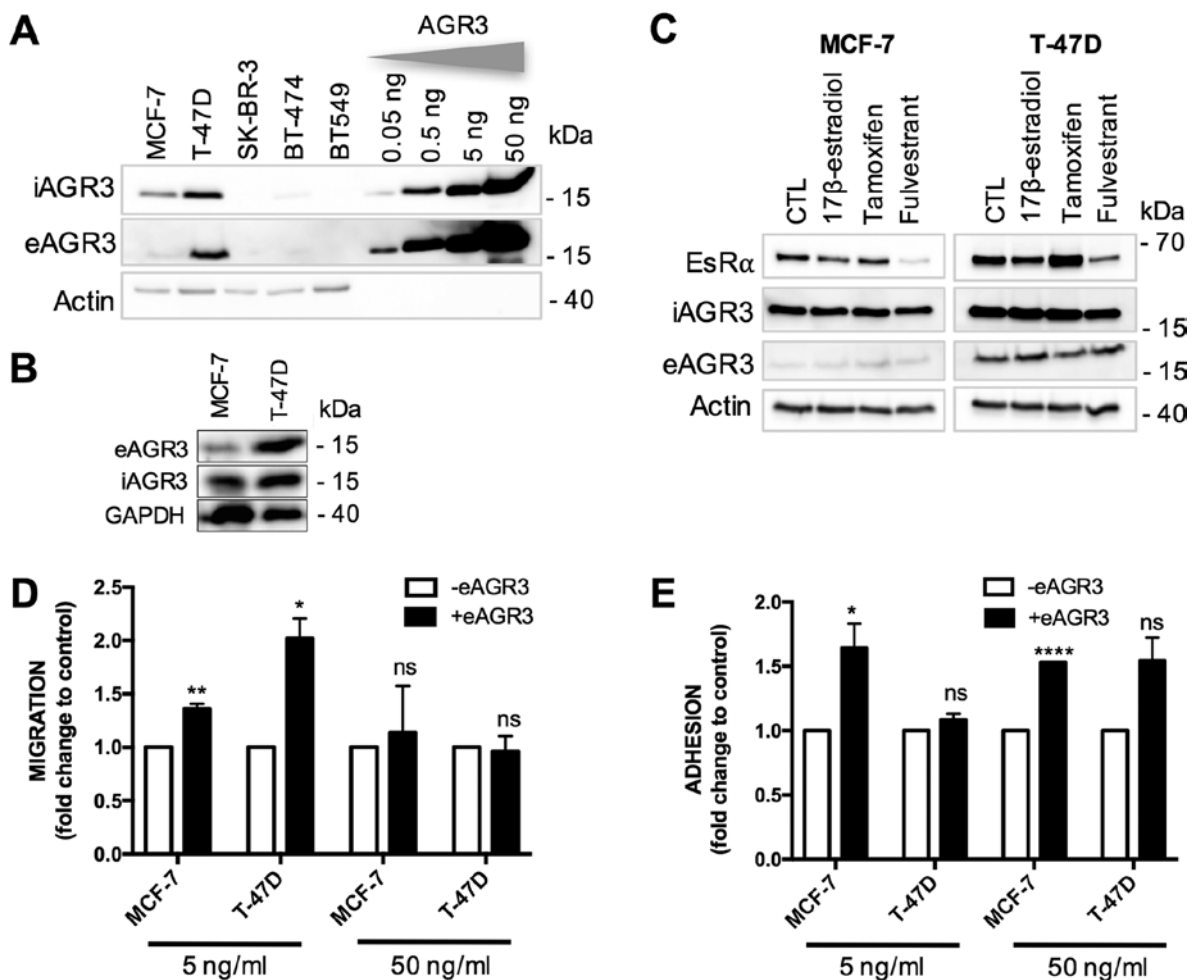 A
AGR3
MCF-7
T-47D
SK-BR-3
BT-474
BT549
0.05 ng
0.5 ng
5 ng
50 ng
kDa
iAGR3
- 15
eAGR3
- 15
Actin
- 40
B
MCF-7
T-47D
kDa
eAGR3
- 15
iAGR3
- 15
GAPDH
- 40
C
MCF-7
T-47D
CTL
17β-estradiol
Tamoxifen
Fulvestrant
CTL
17β-estradiol
Tamoxifen
Fulvestrant
kDa
- 70
EsRα
iAGR3
- 15
eAGR3
- 15
Actin
- 40
D
MIGRATION
(fold change to control)
2.5
2.0
1.5
1.0
0.5
0.0
-eAGR3
+eAGR3
**
*
ns
ns
MCF-7
T-47D
MCF-7
T-47D
5 ng/ml
50 ng/ml
E
ADHESION
(fold change to control)
2.0
1.5
1.0
0.5
0.0
-eAGR3
+eAGR3
*
ns
****
ns
MCF-7
T-47D
MCF-7
T-47D
5 ng/ml
50 ng/ml